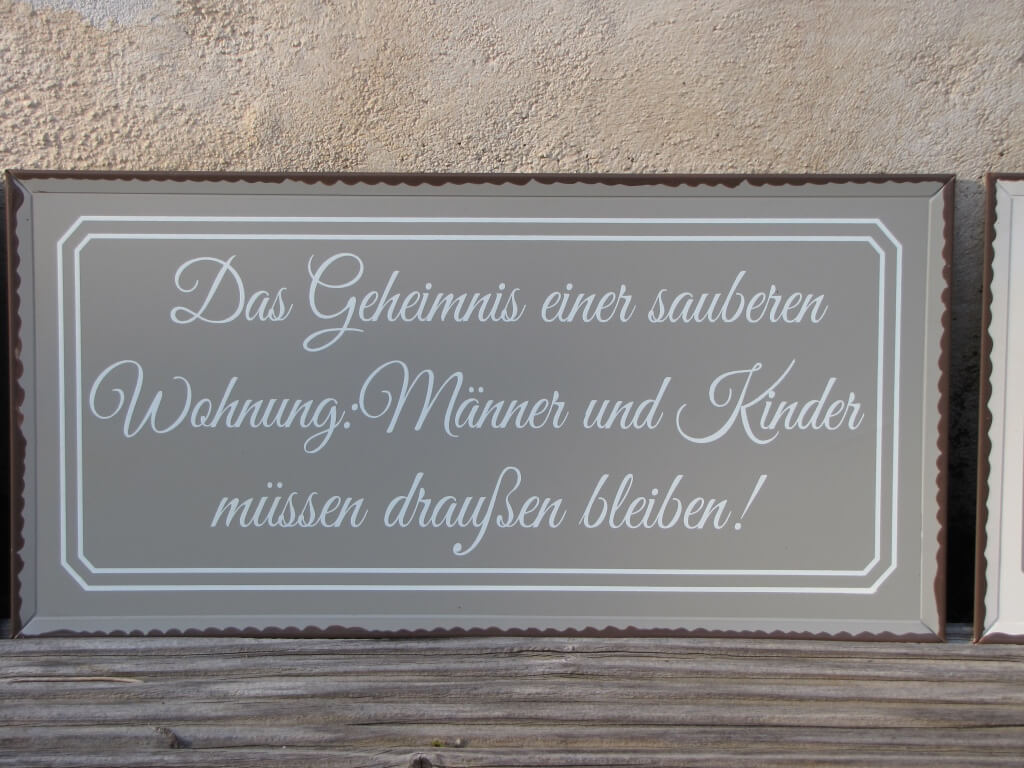 Das Geheimnis einer sauberen
Wohnung: Männer und Kinder
müssen draußen bleiben!